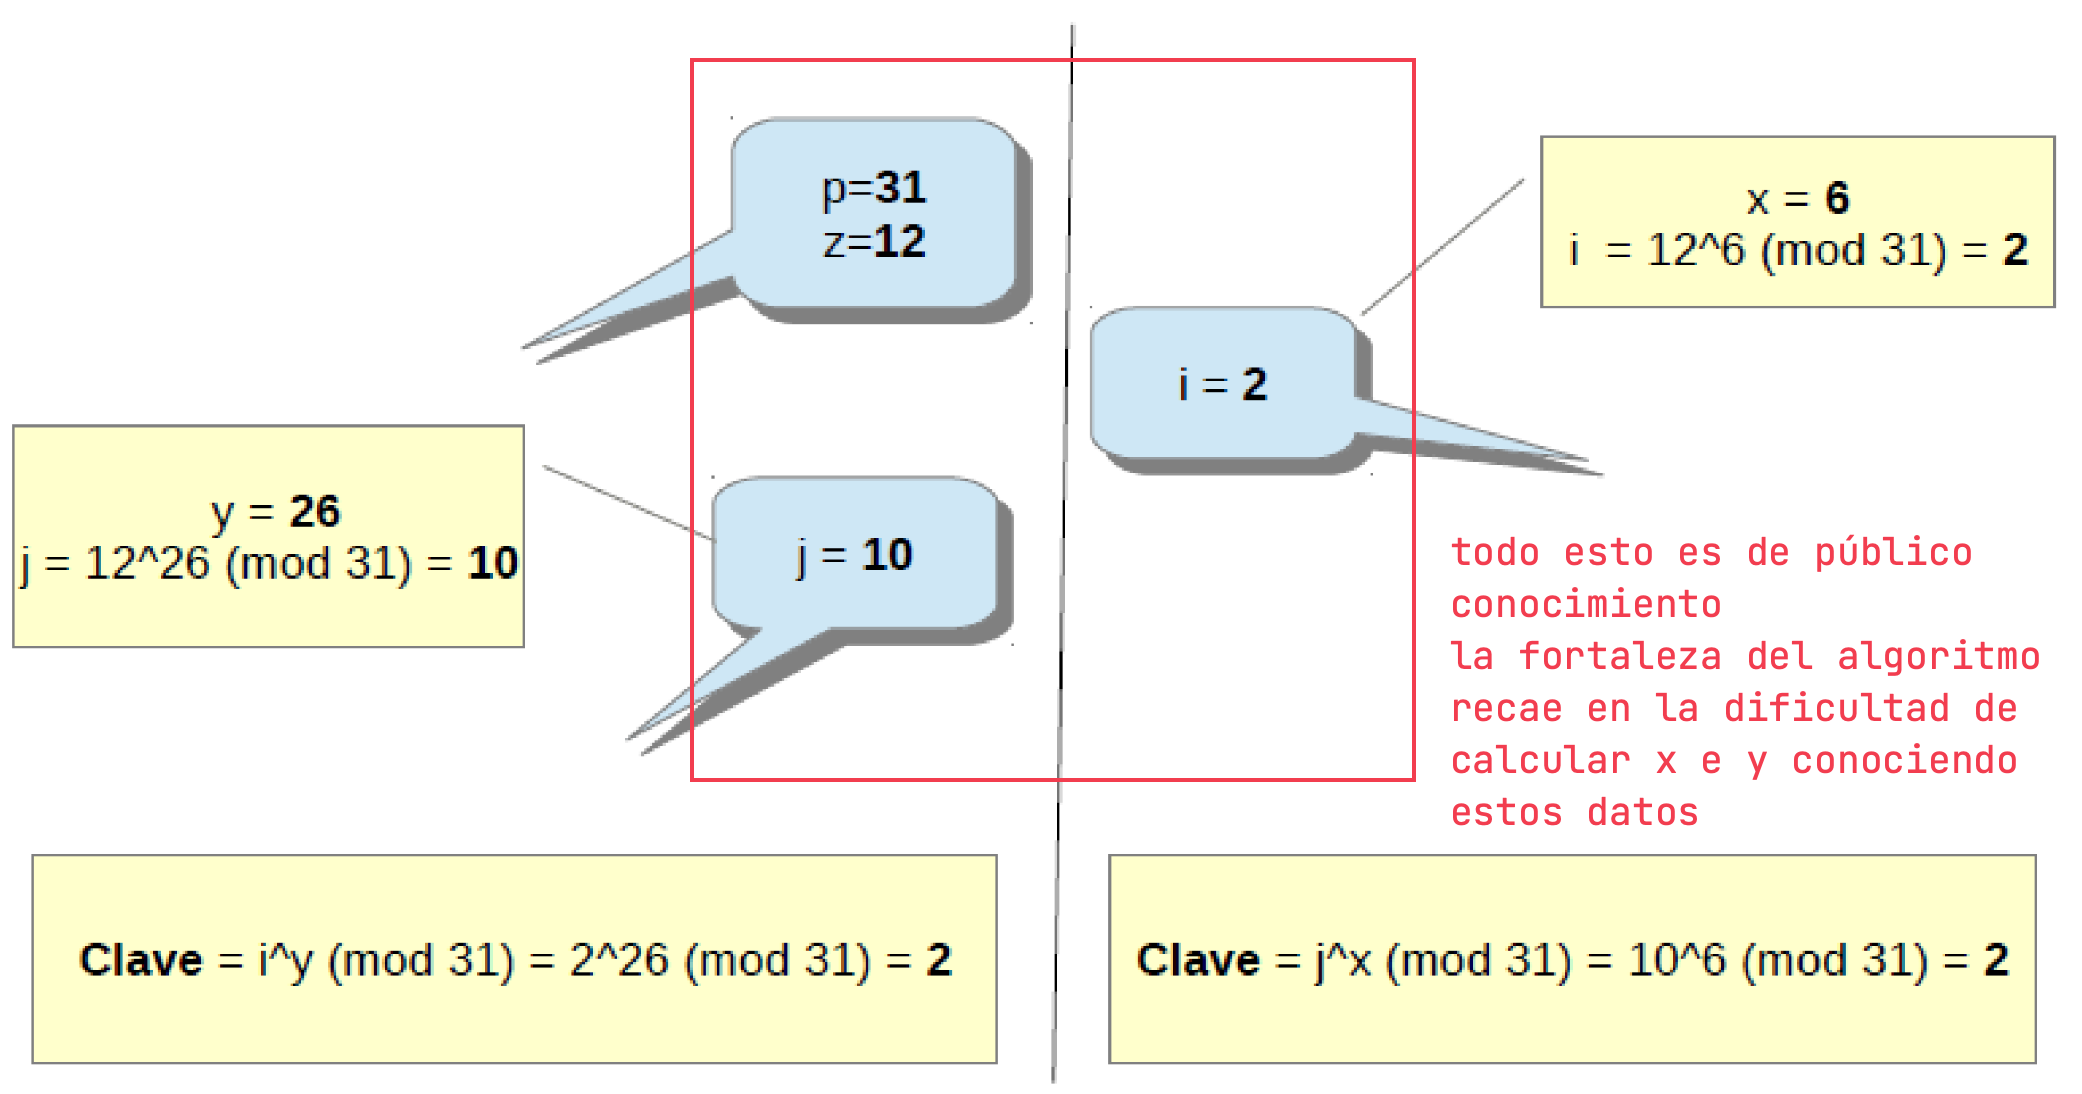 p=31
z=12
x = 6
i = 12^6 (mod 31) = 2
i = 2
y = 26
j = 12^26 (mod 31) = 10
j = 10
todo esto es de público
conocimiento
la fortaleza del algoritmo
recae en la dificultad de
calcular x e y conociendo
estos datos
Clave = i^y (mod 31) = 2^26 (mod 31) = 2
Clave = j^x (mod 31) = 10^6 (mod 31) = 2